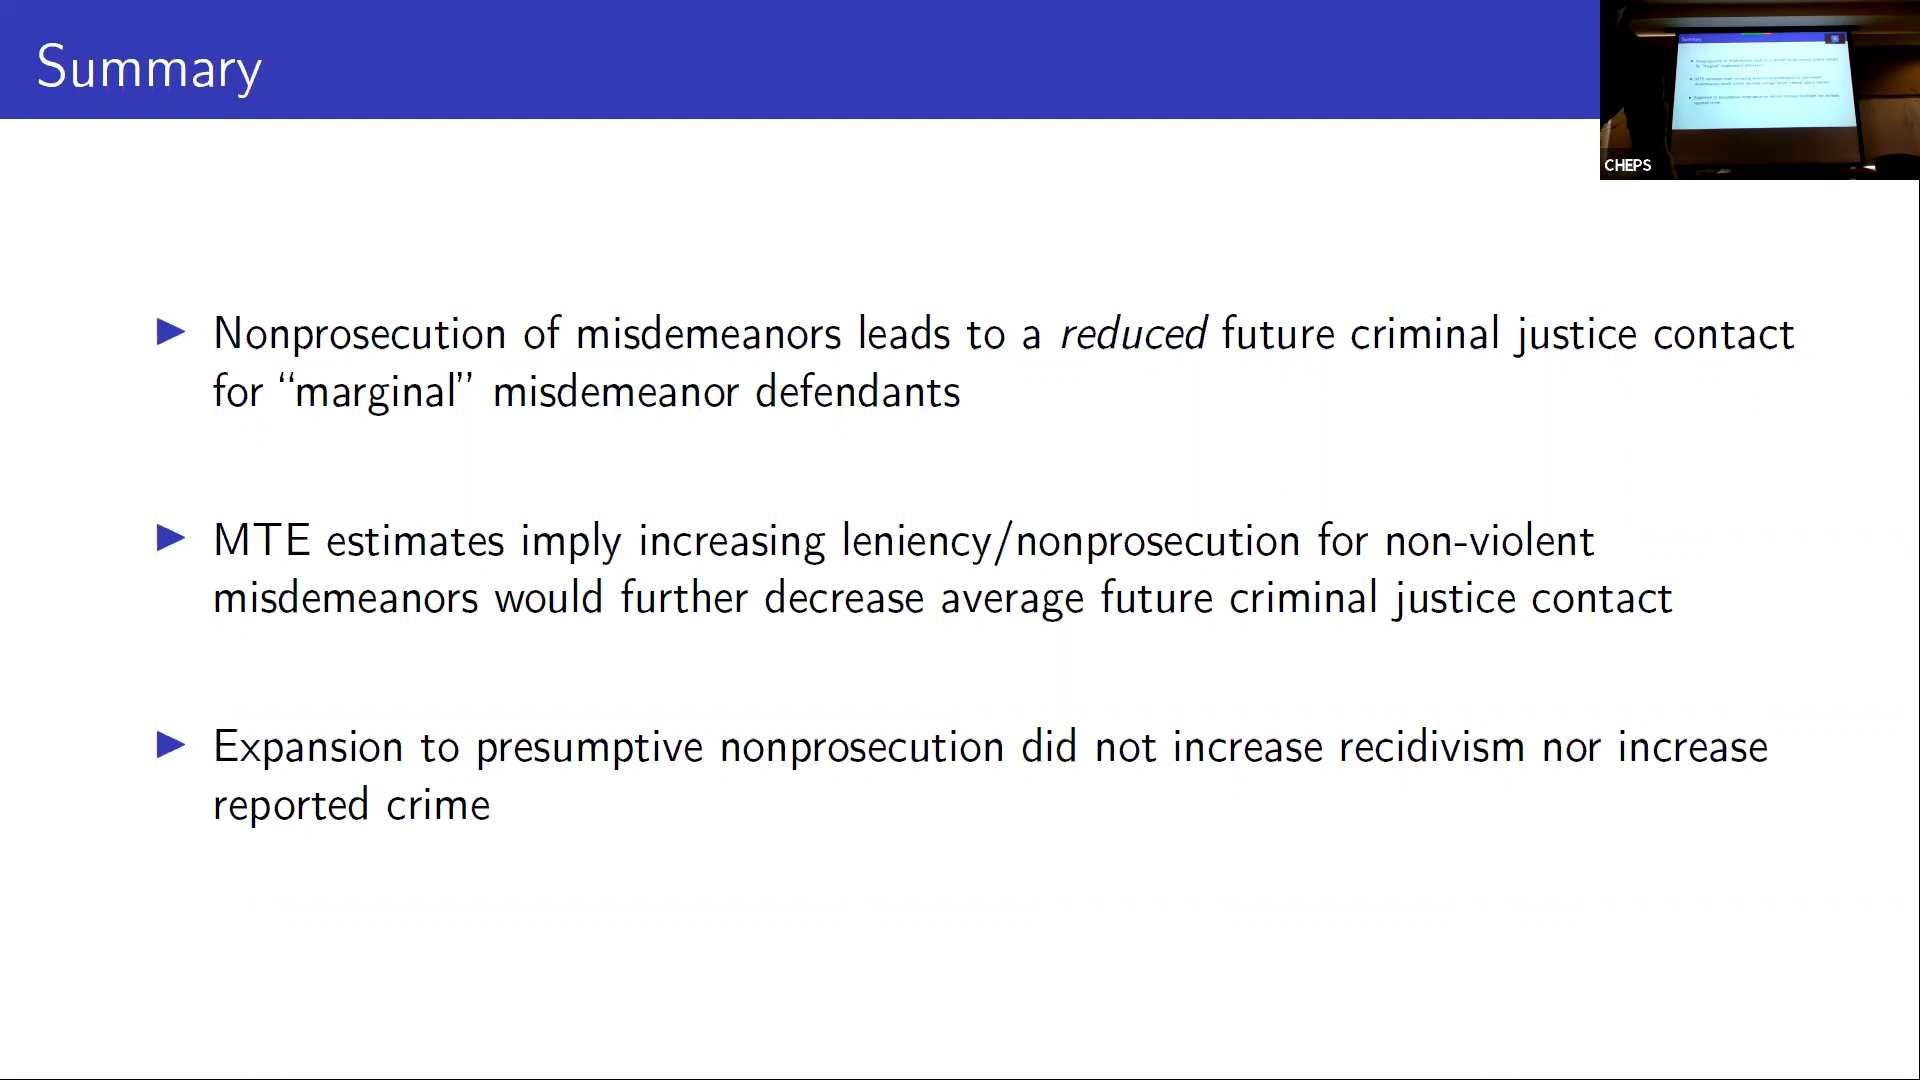 Summary
CHEPS
▶ Nonprosecution of misdemeanors leads to a reduced future criminal justice contact
for “marginal” misdemeanor defendants
▶ MTE estimates imply increasing leniency/nonprosecution for non-violent
misdemeanors would further decrease average future criminal justice contact
▶ Expansion to presumptive nonprosecution did not increase recidivism nor increase
reported crime